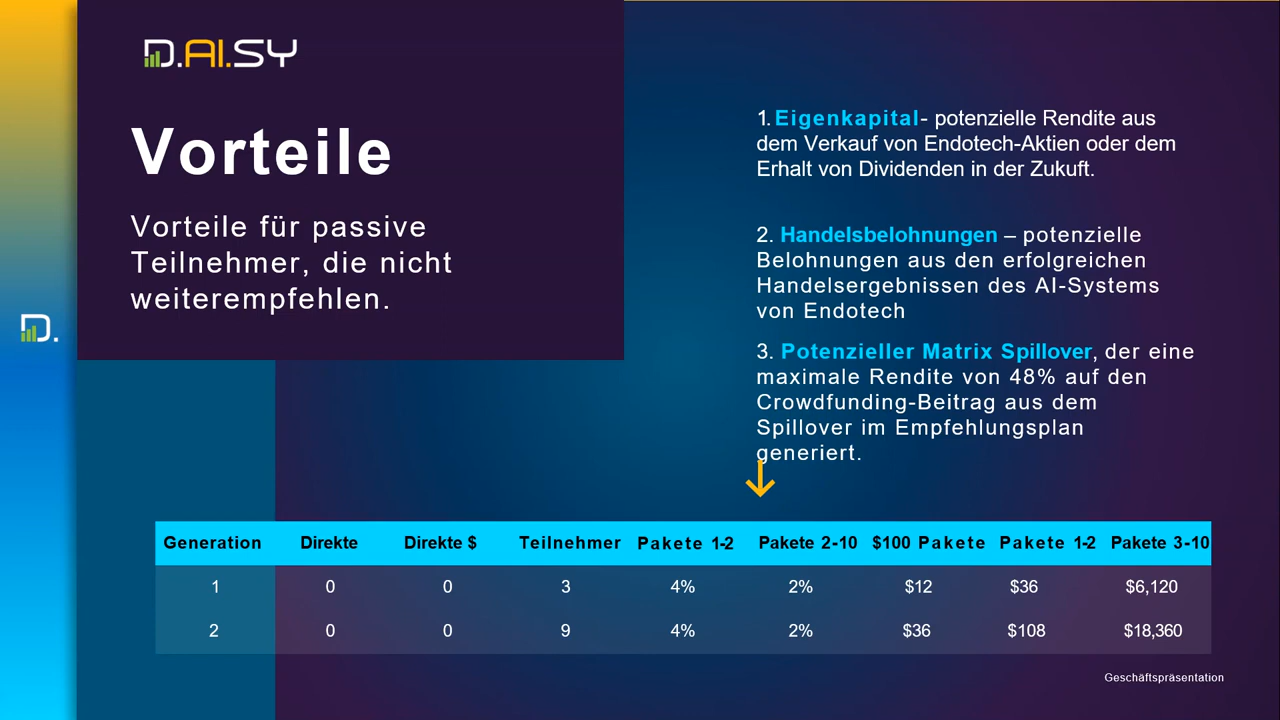 D.AI.SY
Vorteile
Vorteile für passive
Teilnehmer, die nicht
weiterempfehlen.
D.
1. Eigenkapital- potenzielle Rendite aus
dem Verkauf von Endotech-Aktien oder dem
Erhalt von Dividenden in der Zukuft.
2. Handelsbelohnungen – potenzielle
Belohnungen aus den erfolgreichen
Handelsergebnissen des AI-Systems
von Endotech
3. Potenzieller Matrix Spillover, der eine
maximale Rendite von 48% auf den
Crowdfunding-Beitrag aus dem
Spillover im Empfehlungsplan
generiert.
Generation Direkte Direkte $ Teilnehmer Pakete 1-2 Pakete 2-10 $100 Pakete Pakete 1-2 Pakete 3-10
1 0 0 3 4% 2% $12 $36 $6,120
2 0 0 9 4% 2% $36 $108 $18,360
Geschäftspräsentation